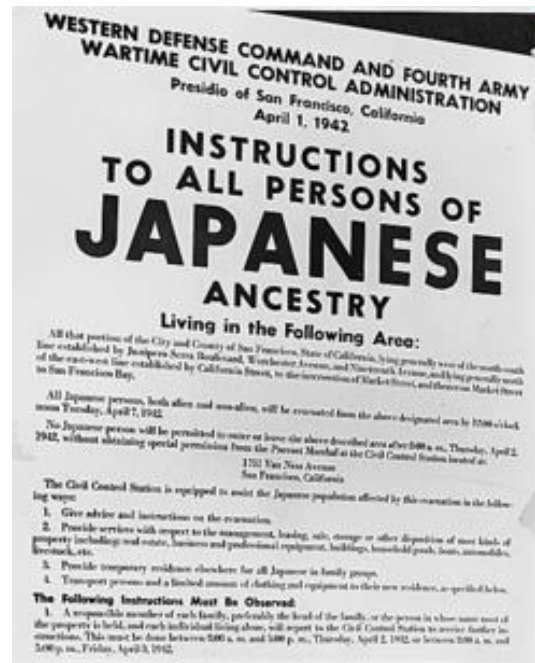 WESTERN DEFENSE COMMAND AND FOURTH ARMY
WARTIME CIVIL CONTROL ADMINISTRATION
Presidio of San Francisco, California
April 1, 1942
INSTRUCTIONS
TO ALL PERSONS OF
JAPANESE
ANCESTRY
Living in the Following Area:
All that portion of the City and County of San Francisco, State of California, lying generally west of the north-south
line established by Junipero Serra Boulevard, Worchester Avenue, and Nineteenth Avenue, and lying generally north
of the east-west line established by California Street, to the intersection of Market Street, and thence on Market Street
to San Francisco Bay.
All Japanese persons, both alien and non-alien, will be evacuated from the above designated area by 12:00 o'clock
noon Tuesday, April 7, 1942.
No Japanese person will be permitted to enter or leave the above described area after 8:00 a. m., Thursday, April 2,
1942, without obtaining special permission from the Provost Marshal at the Civil Control Station located at:
1701 Van Ness Avenue
San Francisco, California
The Civil Control Station is equipped to assist the Japanese population affected by this evacuation in the follow-
ing ways:
1. Give advice and instructions on the evacuation.
2. Provide services with respect to the management, leasing, sale, storage or other disposition of most kinds of
property including: real estate, business and professional equipment, buildings, household goods, boats, automobiles,
livestock, etc.
3. Provide temporary residence elsewhere for all Japanese in family groups.
4. Transport persons and a limited amount of clothing and equipment to their new residence, as specified below.
The Following Instructions Must Be Observed:
1. A responsible member of each family, preferably the head of the family, or the person in whose name most of
the property is held, and each individual living alone, will report to the Civil Control Station to receive further in-
structions. This must be done between 8:00 a. m. and 5:00 p. m., Thursday, April 2, 1942, or between 8:00 a. m. and
5:00 p. m., Friday, April 3, 1942.